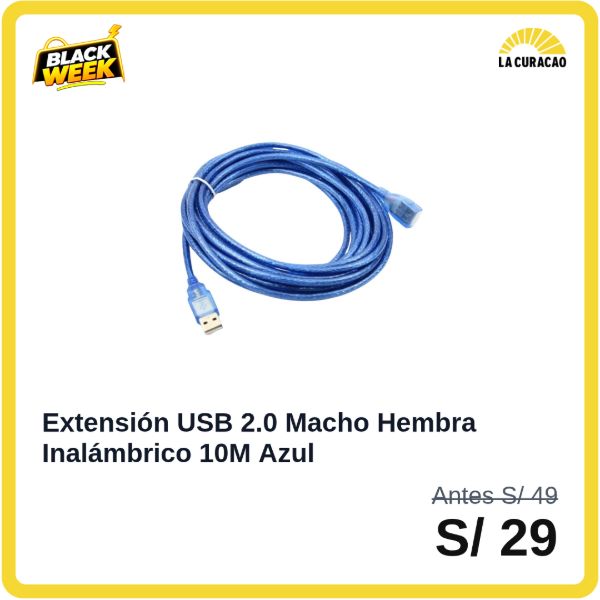 BLACK
WEEK
LA CURACAO
Extensión USB 2.0 Macho Hembra
Inalámbrico 10M Azul
Antes S/ 49
S/ 29